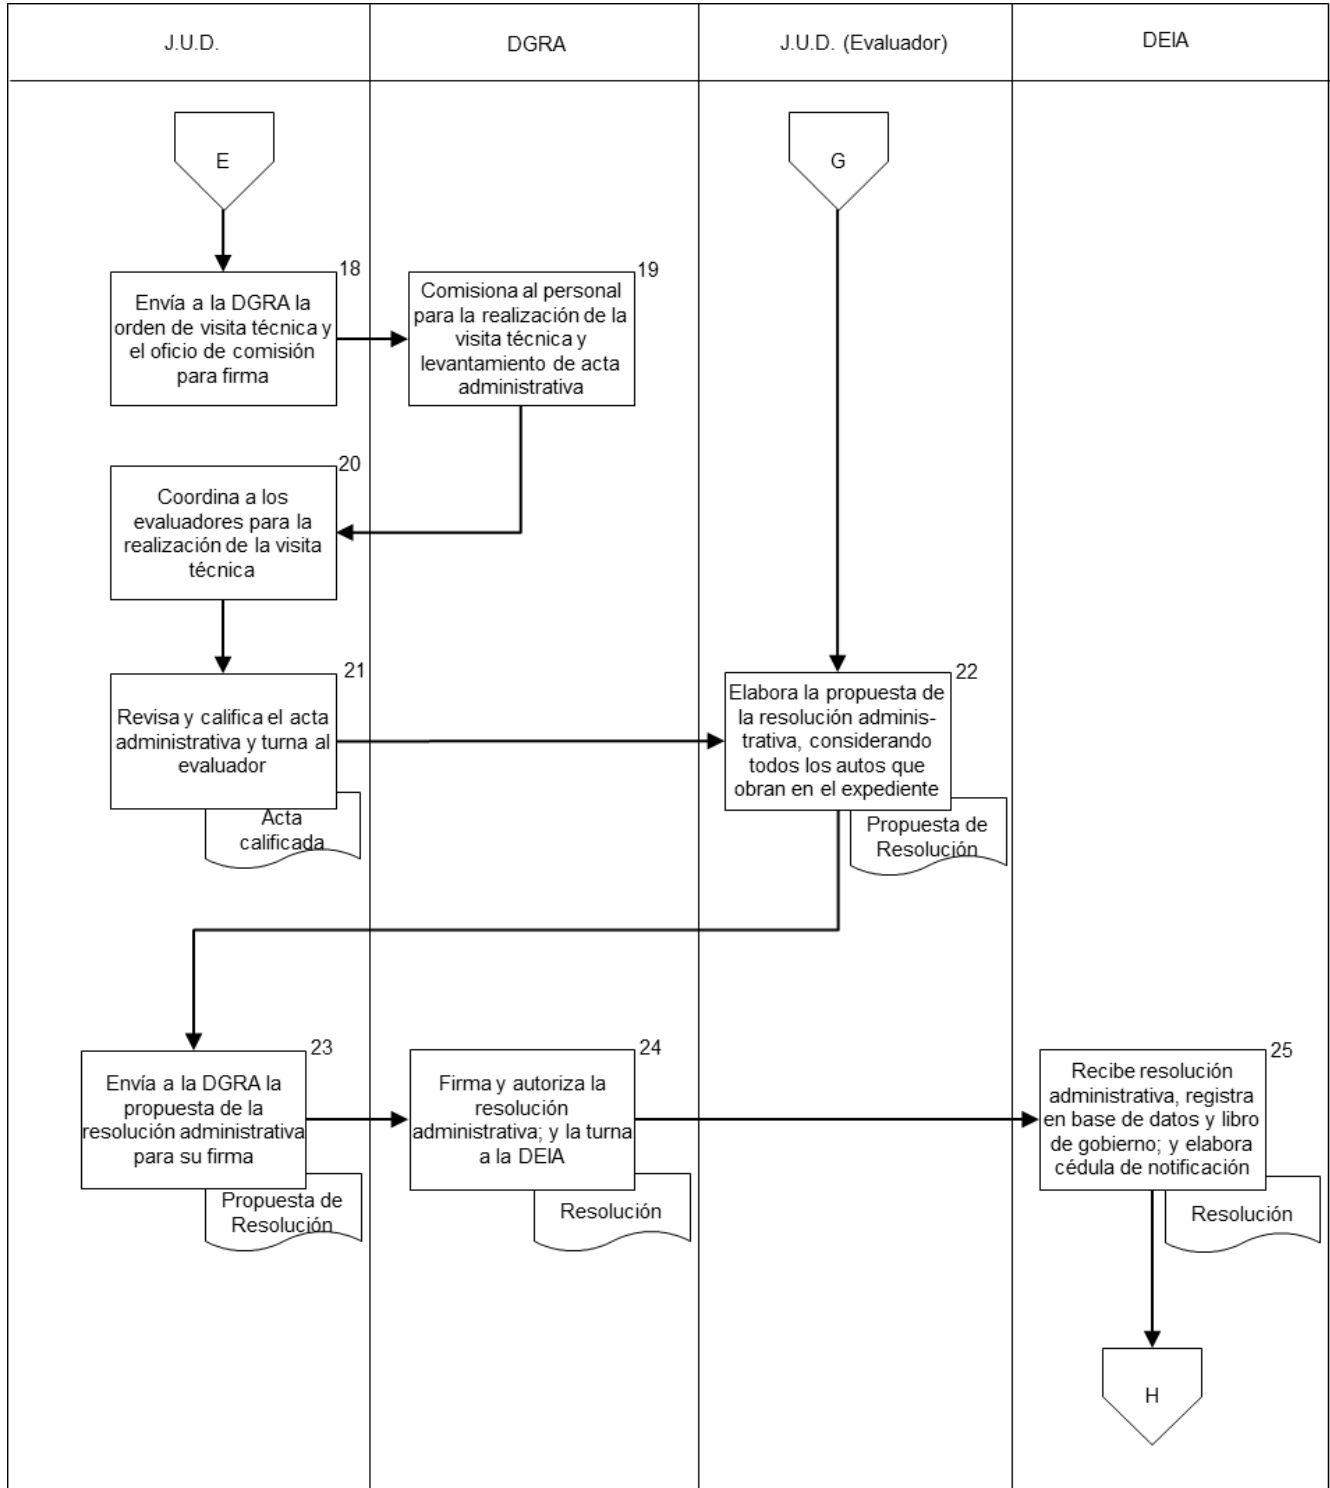 J.U.D.
DGRA
J.U.D. (Evaluador)
DEIA
E
G
18
Envía a la DGRA la
orden de visita técnica y
el oficio de comisión
para firma
19
Comisiona al personal
para la realización de la
visita técnica y
levantamiento de acta
administrativa
20
Coordina a los
evaluadores para la
realización de la visita
técnica
21
Revisa y califica el acta
administrativa y turna al
evaluador
Acta
calificada
22
Elabora la propuesta de
la resolución adminis-
trativa, considerando
todos los autos que
obran en el expediente
Propuesta de
Resolución
23
Envía a la DGRA la
propuesta de la
resolución administrativa
para su firma
Propuesta de
Resolución
24
Firma y autoriza la
resolución
administrativa; y la turna
a la DEIA
Resolución
25
Recibe resolución
administrativa, registra
en base de datos y libro
de gobierno; y elabora
cédula de notificación
Resolución
H